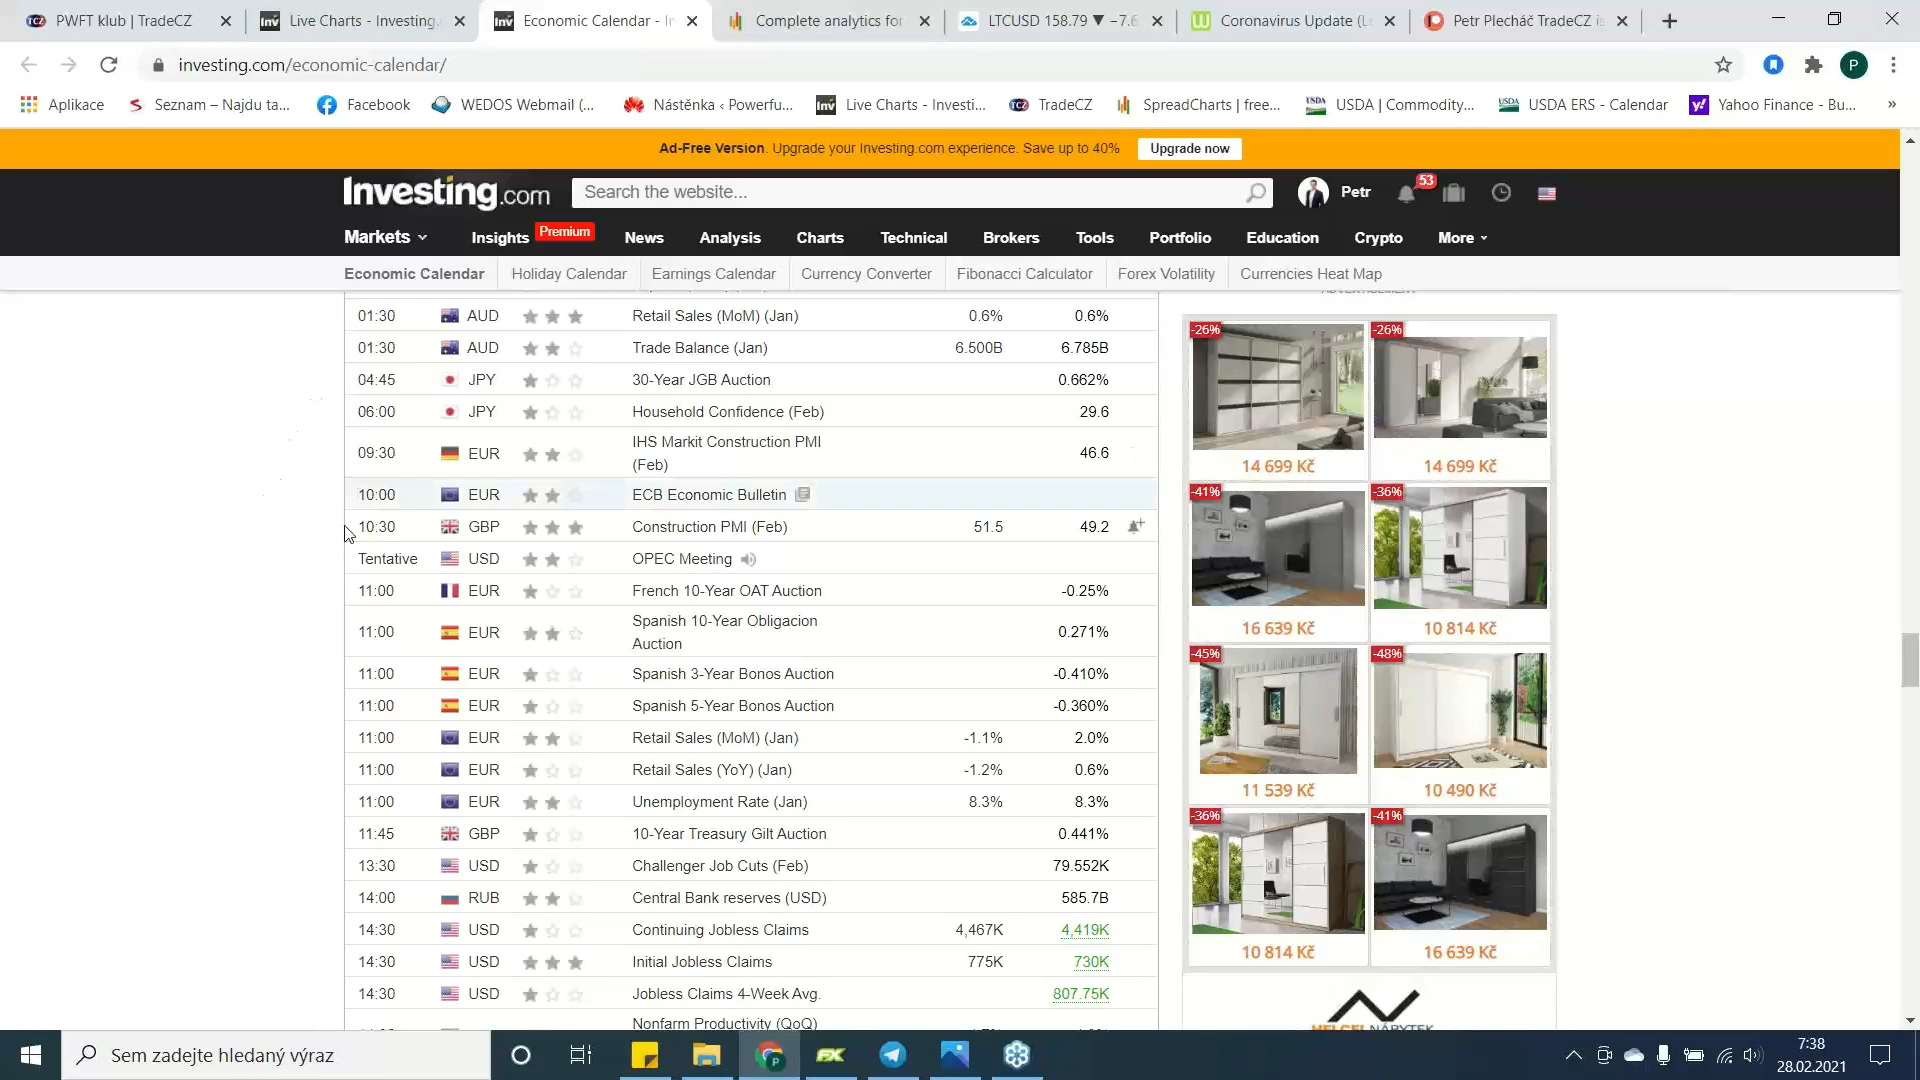 PWFT klub | TradeCZ
Live Charts - Investing.
Economic Calendar - In
Complete analytics for
LTCUSD 158.79 ▼ −7.6
Coronavirus Update (L
Petr Plecháč TradeCZ is
investing.com/economic-calendar/
P
Aplikace
Seznam – Najdu ta...
Facebook
WEDOS Webmail (...
Nástěnka ‹ Powerfu...
Live Charts - Investi...
TradeCZ
SpreadCharts | free...
USDA | Commodity...
USDA ERS - Calendar
Yahoo Finance - Bu...
»
Ad-Free Version. Upgrade your Investing.com experience. Save up to 40%
Upgrade now
Investing.com
Search the website...
Petr
53
Markets
Insights
Premium
News
Analysis
Charts
Technical
Brokers
Tools
Portfolio
Education
Crypto
More
Economic Calendar
Holiday Calendar
Earnings Calendar
Currency Converter
Fibonacci Calculator
Forex Volatility
Currencies Heat Map
01:30 AUD Retail Sales (MoM) (Jan) 0.6% 0.6%
01:30 AUD Trade Balance (Jan) 6.500B 6.785B
04:45 JPY 30-Year JGB Auction 0.662%
06:00 JPY Household Confidence (Feb) 29.6
09:30 EUR IHS Markit Construction PMI
(Feb) 46.6
10:00 EUR ECB Economic Bulletin
10:30 GBP Construction PMI (Feb) 51.5 49.2
Tentative USD OPEC Meeting
11:00 EUR French 10-Year OAT Auction -0.25%
11:00 EUR Spanish 10-Year Obligacion
Auction 0.271%
11:00 EUR Spanish 3-Year Bonos Auction -0.410%
11:00 EUR Spanish 5-Year Bonos Auction -0.360%
11:00 EUR Retail Sales (MoM) (Jan) -1.1% 2.0%
11:00 EUR Retail Sales (YoY) (Jan) -1.2% 0.6%
11:00 EUR Unemployment Rate (Jan) 8.3% 8.3%
11:45 GBP 10-Year Treasury Gilt Auction 0.441%
13:30 USD Challenger Job Cuts (Feb) 79.552K
14:00 RUB Central Bank reserves (USD) 585.7B
14:30 USD Continuing Jobless Claims 4,467K 4,419K
14:30 USD Initial Jobless Claims 775K 730K
14:30 USD Jobless Claims 4-Week Avg. 807.75K
Nonfarm Productivity (QoQ)
-26% -26%
14 699 Kč 14 699 Kč
-41% -36%
16 639 Kč 10 814 Kč
-45% -48%
11 539 Kč 10 490 Kč
-36% -41%
10 814 Kč 16 639 Kč
Sem zadejte hledaný výraz
FX
7:38
28.02.2021